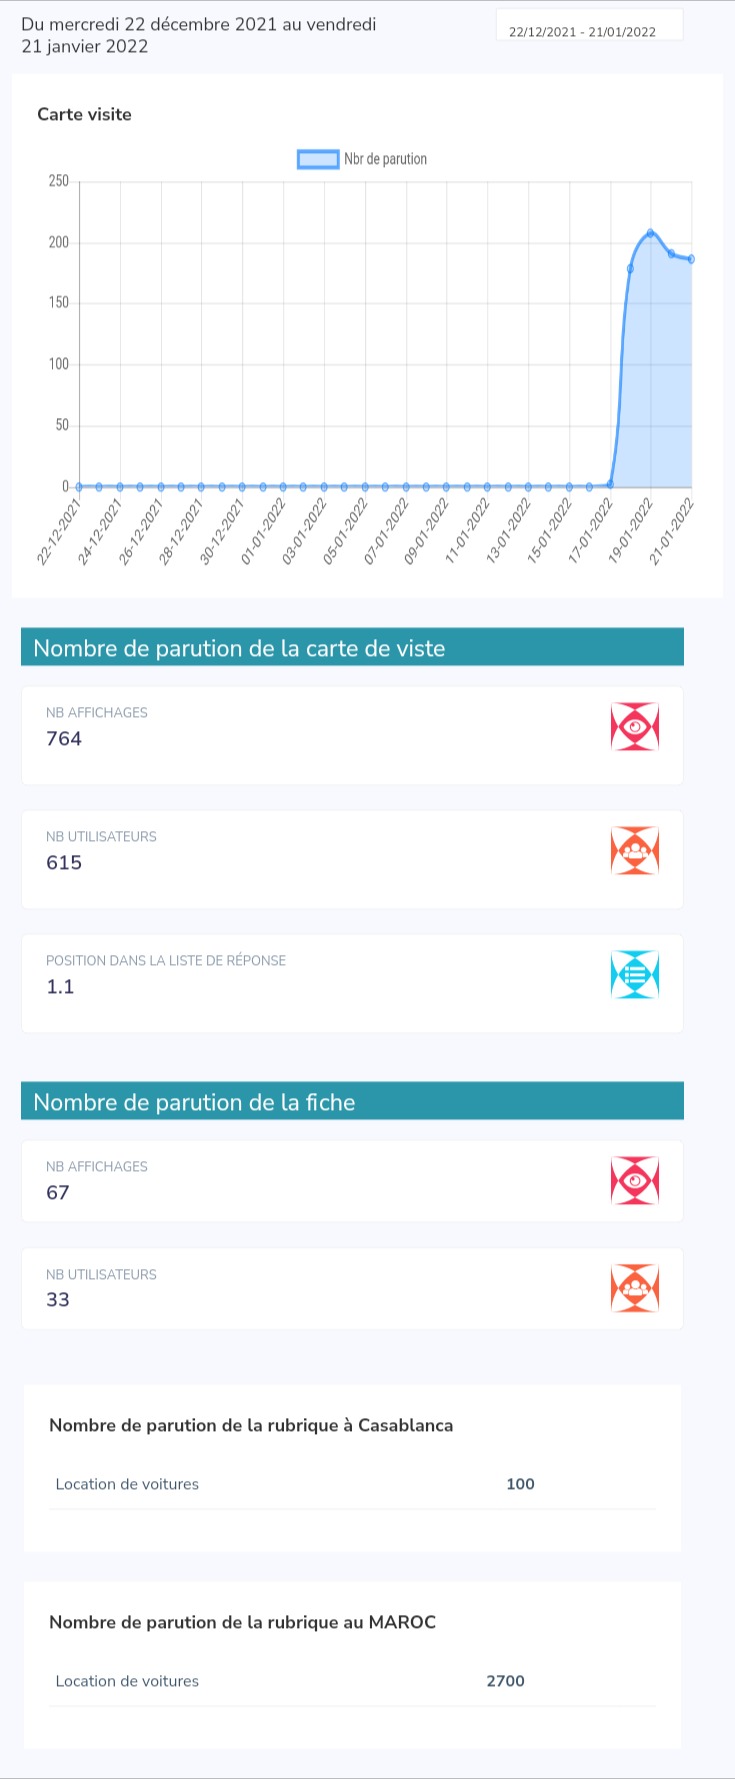 Du mercredi 22 décembre 2021 au vendredi
21 janvier 2022
22/12/2021 - 21/01/2022
Carte visite
Nbr de parution
250
200
150
100
50
0
22-12-2021
24-12-2021
26-12-2021
28-12-2021
30-12-2021
01-01-2022
03-01-2022
05-01-2022
07-01-2022
09-01-2022
11-01-2022
13-01-2022
15-01-2022
17-01-2022
19-01-2022
21-01-2022
Nombre de parution de la carte de viste
NB AFFICHAGES
764
NB UTILISATEURS
615
POSITION DANS LA LISTE DE RÉPONSE
1.1
Nombre de parution de la fiche
NB AFFICHAGES
67
NB UTILISATEURS
33
Nombre de parution de la rubrique à Casablanca
Location de voitures 100
Nombre de parution de la rubrique au MAROC
Location de voitures 2700